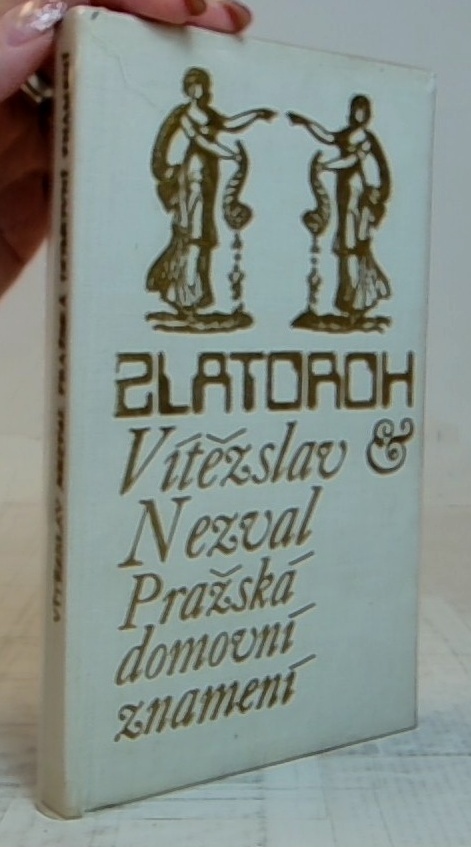 ZLATOROH
Vítězslav &
Nezval
Pražská
domovní
znamení
VÍTĚZSLAV NEZVAL PRAŽSKÁ DOMOVNÍ ZNAMENÍ